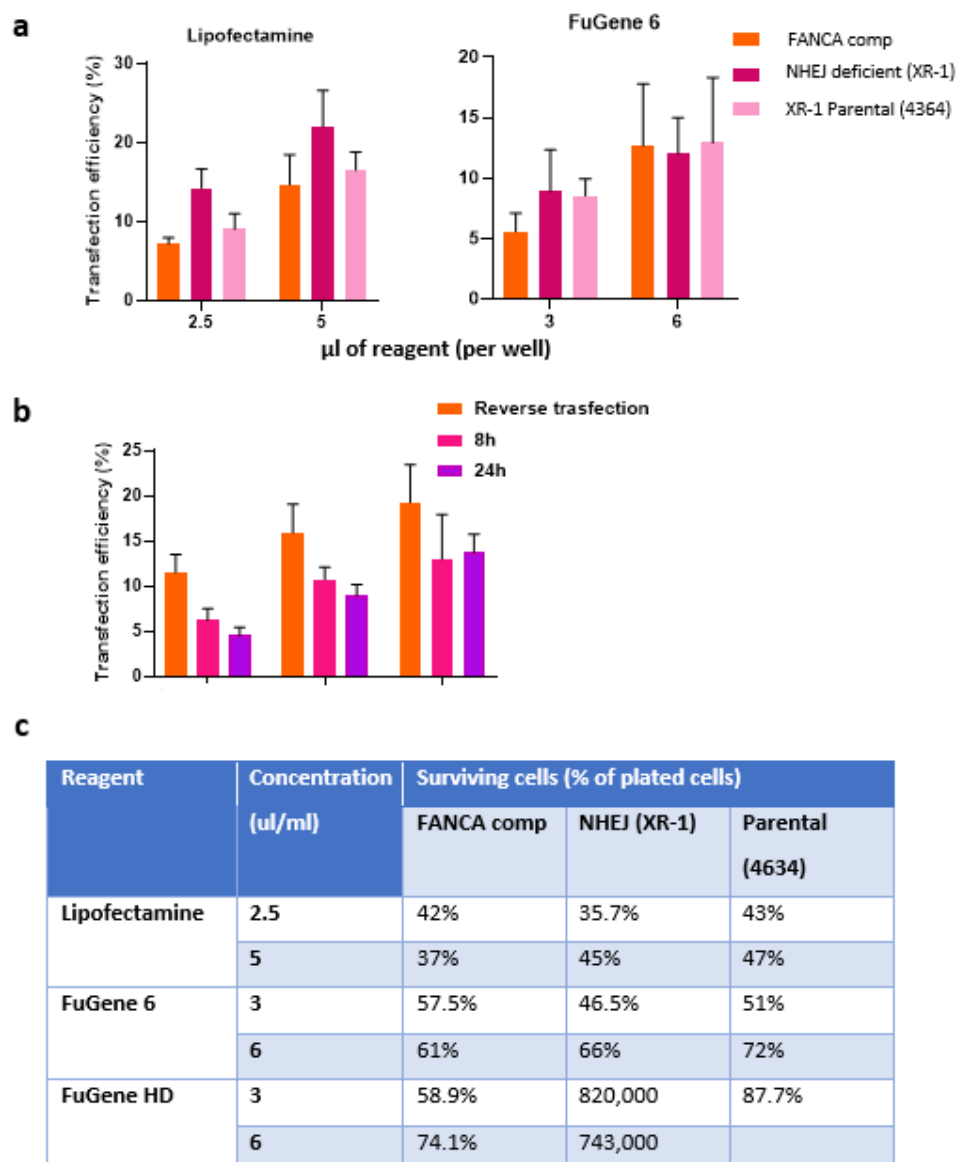 a
Lipofectamine
FuGene 6
FANCA comp
NHEJ deficient (XR-1)
XR-1 Parental (4364)
Transfection efficiency (%)
30
20
10
0
2.5
5
20
15
10
5
0
3
6
µl of reagent (per well)
b
Reverse trasfection
8h
24h
Transfection efficiency (%)
25
20
15
10
5
0
c
Reagent
Concentration (ul/ml)
Surviving cells (% of plated cells)
FANCA comp
NHEJ (XR-1)
Parental (4634)
Lipofectamine
2.5
42%
35.7%
43%
5
37%
45%
47%
FuGene 6
3
57.5%
46.5%
51%
6
61%
66%
72%
FuGene HD
3
58.9%
820,000
87.7%
6
74.1%
743,000